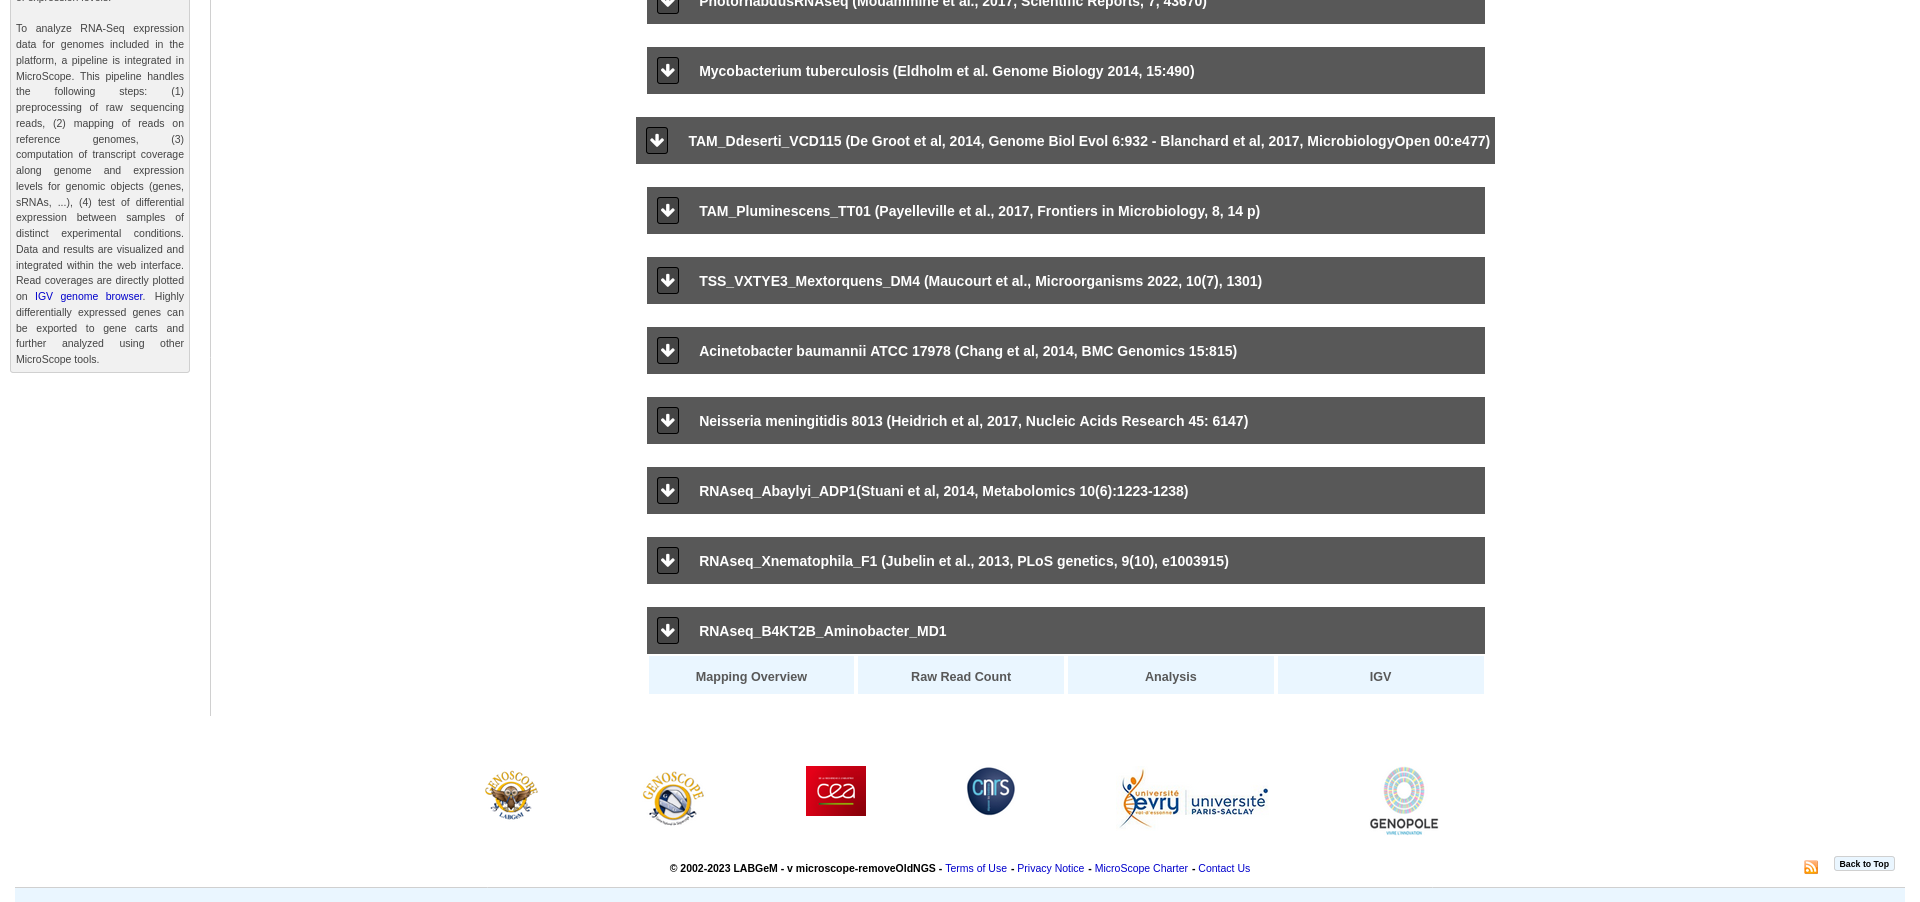 To analyze RNA-Seq expression
data for genomes included in the
platform, a pipeline is integrated in
MicroScope. This pipeline handles
the following steps: (1)
preprocessing of raw sequencing
reads, (2) mapping of reads on
reference genomes, (3)
computation of transcript coverage
along genome and expression
levels for genomic objects (genes,
sRNAs, ...), (4) test of differential
expression between samples of
distinct experimental conditions.
Data and results are visualized and
integrated within the web interface.
Read coverages are directly plotted
on IGV genome browser. Highly
differentially expressed genes can
be exported to gene carts and
further analyzed using other
MicroScope tools.
PhotorhabdusRNAseq (Mouammine et al., 2017, Scientific Reports, 7, 43670)
Mycobacterium tuberculosis (Eldholm et al. Genome Biology 2014, 15:490)
TAM_Ddeserti_VCD115 (De Groot et al, 2014, Genome Biol Evol 6:932 - Blanchard et al, 2017, MicrobiologyOpen 00:e477)
TAM_Pluminescens_TT01 (Payelleville et al., 2017, Frontiers in Microbiology, 8, 14 p)
TSS_VXTYE3_Mextorquens_DM4 (Maucourt et al., Microorganisms 2022, 10(7), 1301)
Acinetobacter baumannii ATCC 17978 (Chang et al, 2014, BMC Genomics 15:815)
Neisseria meningitidis 8013 (Heidrich et al, 2017, Nucleic Acids Research 45: 6147)
RNAseq_Abaylyi_ADP1(Stuani et al, 2014, Metabolomics 10(6):1223-1238)
RNAseq_Xnematophila_F1 (Jubelin et al., 2013, PLoS genetics, 9(10), e1003915)
RNAseq_B4KT2B_Aminobacter_MD1
Mapping Overview Raw Read Count Analysis IGV
GENOSCOPE
LABGeM
GENOSCOPE
cea
cnrs
université
evry
val-d'essonne
université
PARIS-SACLAY
GENOPOLE
© 2002-2023 LABGeM - v microscope-removeOldNGS - Terms of Use - Privacy Notice - MicroScope Charter - Contact Us
Back to Top